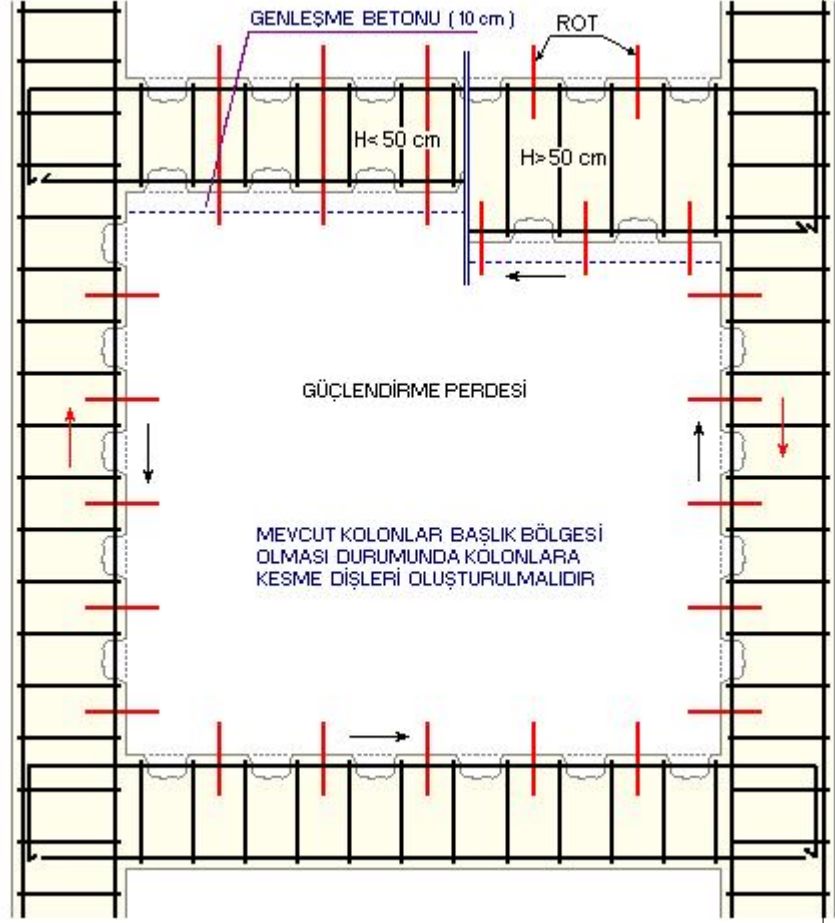 GENLEŞME BETONU ( 10 cm )
ROT
H< 50 cm
H> 50 cm
GÜÇLENDİRME PERDESİ
MEVCUT KOLONLAR BAŞLIK BÖLGESİ
OLMASI DURUMUNDA KOLONLARA
KESME DİŞLERİ OLUŞTURULMALIDIR